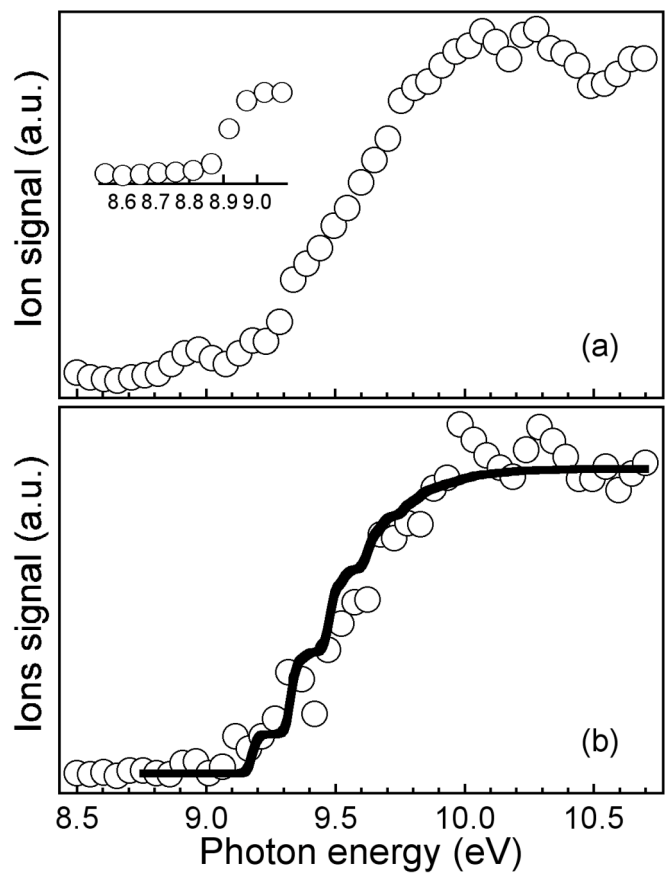 Ion signal (a.u.)
8.6 8.7 8.8 8.9 9.0
(a)
Ions signal (a.u.)
(b)
8.5 9.0 9.5 10.0 10.5
Photon energy (eV)